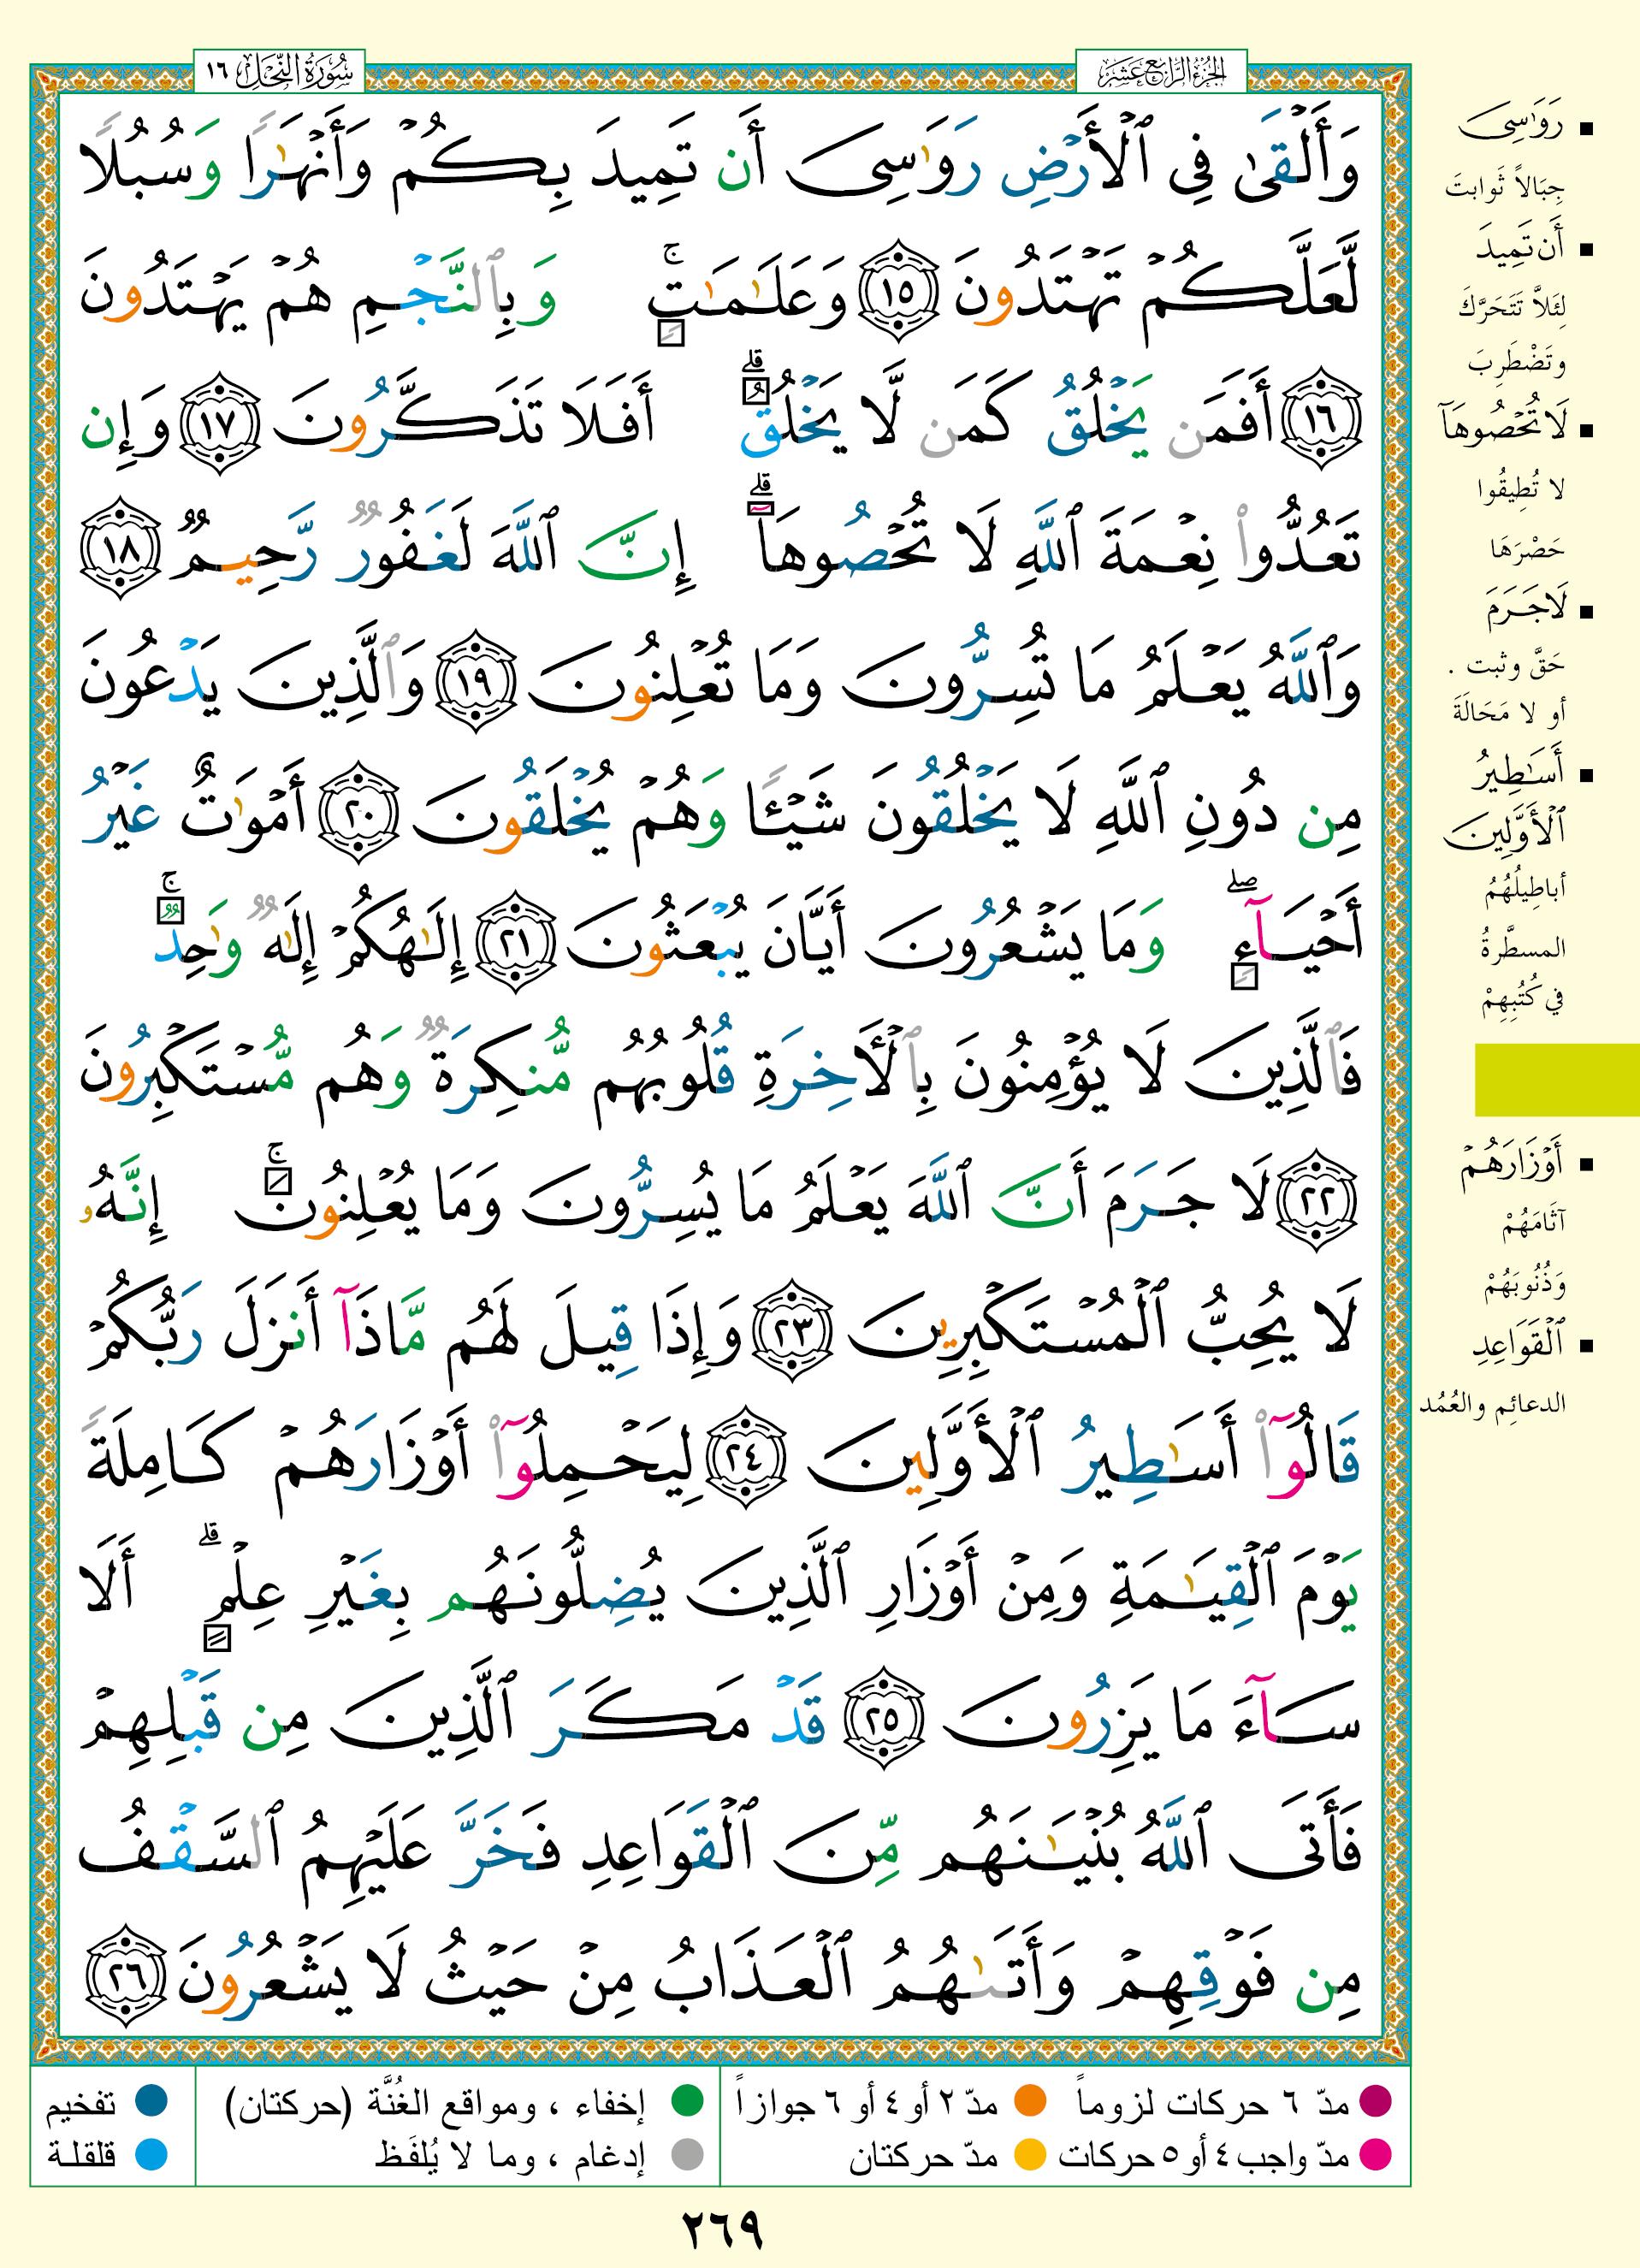 الجزء الرابع عشر
سورة النحل ١٦
وَأَلْقَىٰ فِى ٱلْأَرْضِ رَوَٰسِىَ أَن تَمِيدَ بِكُمْ وَأَنْهَٰرًا وَسُبُلًا
لَّعَلَّكُمْ تَهْتَدُونَ ١٥ وَعَلَٰمَٰتٍۚ وَبِٱلنَّجْمِ هُمْ يَهْتَدُونَ
١٦ أَفَمَن يَخْلُقُ كَمَن لَّا يَخْلُقُۗ أَفَلَا تَذَكَّرُونَ ١٧ وَإِن
تَعُدُّوا۟ نِعْمَةَ ٱللَّهِ لَا تُحْصُوهَآۗ إِنَّ ٱللَّهَ لَغَفُورٌ رَّحِيمٌ ١٨
وَٱللَّهُ يَعْلَمُ مَا تُسِرُّونَ وَمَا تُعْلِنُونَ ١٩ وَٱلَّذِينَ يَدْعُونَ
مِن دُونِ ٱللَّهِ لَا يَخْلُقُونَ شَيْـًٔا وَهُمْ يُخْلَقُونَ ٢٠ أَمْوَٰتٌ غَيْرُ
أَحْيَآءٍۖ وَمَا يَشْعُرُونَ أَيَّانَ يُبْعَثُونَ ٢١ إِلَٰهُكُمْ إِلَٰهٌ وَٰحِدٌۚ
فَٱلَّذِينَ لَا يُؤْمِنُونَ بِٱلْـَٔاخِرَةِ قُلُوبُهُم مُّنكِرَةٌ وَهُم مُّسْتَكْبِرُونَ
٢٢ لَا جَرَمَ أَنَّ ٱللَّهَ يَعْلَمُ مَا يُسِرُّونَ وَمَا يُعْلِنُونَۚ إِنَّهُۥ
لَا يُحِبُّ ٱلْمُسْتَكْبِرِينَ ٢٣ وَإِذَا قِيلَ لَهُم مَّاذَآ أَنزَلَ رَبُّكُمْ
قَالُوٓا۟ أَسَٰطِيرُ ٱلْأَوَّلِينَ ٢٤ لِيَحْمِلُوٓا۟ أَوْزَارَهُمْ كَامِلَةً
يَوْمَ ٱلْقِيَٰمَةِ وَمِنْ أَوْزَارِ ٱلَّذِينَ يُضِلُّونَهُم بِغَيْرِ عِلْمٍۗ أَلَا
سَآءَ مَا يَزِرُونَ ٢٥ قَدْ مَكَرَ ٱلَّذِينَ مِن قَبْلِهِمْ
فَأَتَى ٱللَّهُ بُنْيَٰنَهُم مِّنَ ٱلْقَوَاعِدِ فَخَرَّ عَلَيْهِمُ ٱلسَّقْفُ
مِن فَوْقِهِمْ وَأَتَىٰهُمُ ٱلْعَذَابُ مِنْ حَيْثُ لَا يَشْعُرُونَ ٢٦
▪ رَوَٰسِىَ
جِبَالاً ثَوابتَ
▪ أَن تَمِيدَ
لِئَلاَّ تَتَحَرَّكَ
وتَضْطَرِبَ
▪ لَا تُحْصُوهَآ
لا تُطِيقُوا
حَصْرَهَا
▪ لَا جَرَمَ
حَقَّ وثبت .
أو لا مَحَالَةَ
▪ أَسَٰطِيرُ
ٱلْأَوَّلِينَ
أباطِيلُهُمُ
المسطَّرةُ
في كُتُبِهِمْ
▪ أَوْزَارَهُمْ
آثَامَهُمْ
وَذُنُوبَهُمْ
▪ ٱلْقَوَاعِدِ
الدعائِم والعُمُد
مدّ ٦ حركات لزوماً
مدّ ٢ أو ٤ أو ٦ جوازاً
إخفاء ، ومواقع الغُنَّة (حركتان)
تفخيم
مدّ واجب ٤ أو ٥ حركات
مدّ حركتان
إدغام ، وما لا يُلفَظ
قلقلة
٢٦٩